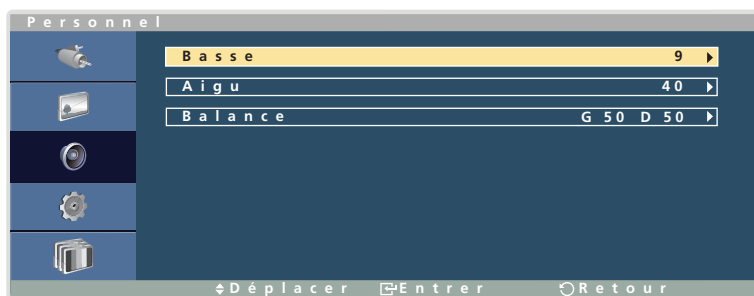 Personnel
Basse 9
Aigu 40
Balance G 50 D 50
Déplacer Entrer Retour